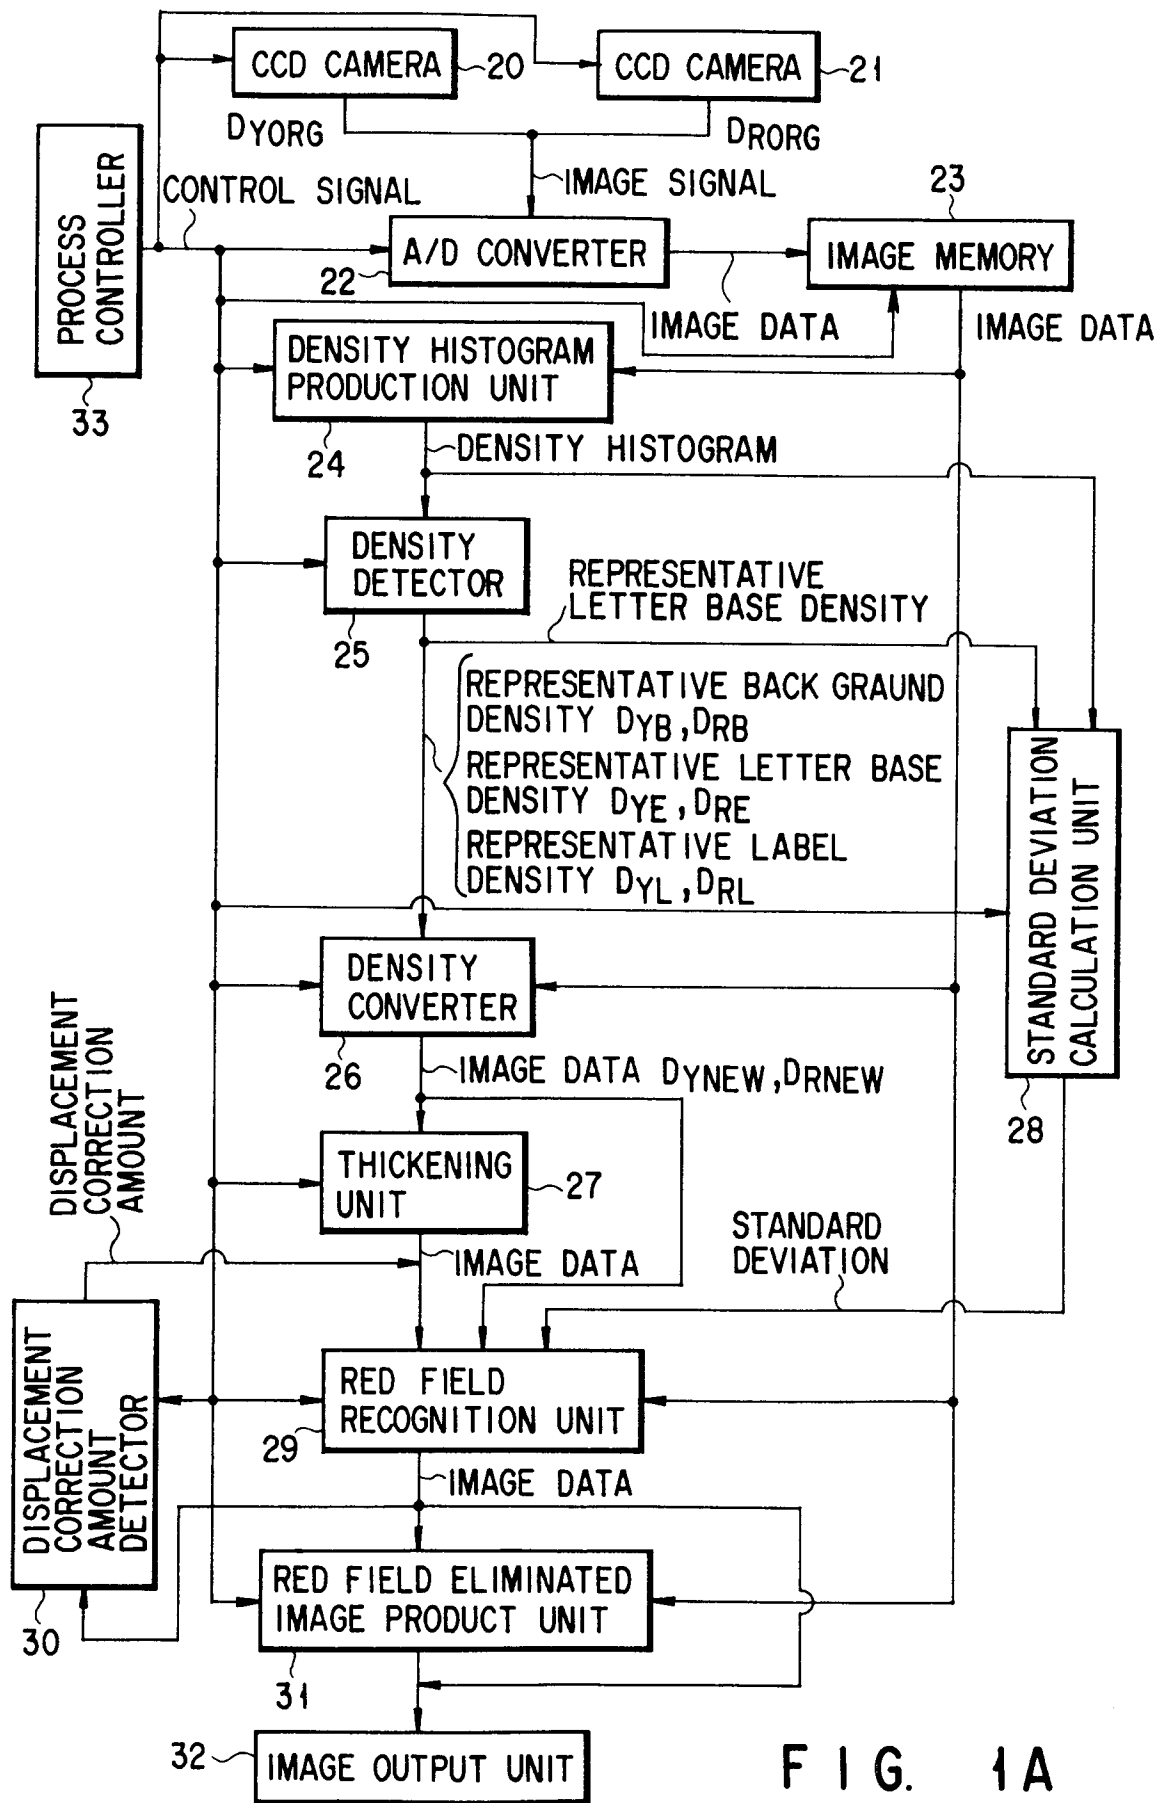 CCD CAMERA
20
CCD CAMERA
21
DYORG
DRORG
PROCESS
CONTROLLER
33
CONTROL SIGNAL
IMAGE SIGNAL
23
A/D CONVERTER
22
IMAGE MEMORY
IMAGE DATA
IMAGE DATA
DENSITY HISTOGRAM
PRODUCTION UNIT
24
DENSITY HISTOGRAM
DENSITY
DETECTOR
25
REPRESENTATIVE
LETTER BASE DENSITY
REPRESENTATIVE BACK GRAUND
DENSITY DYB, DRB
REPRESENTATIVE LETTER BASE
DENSITY DYE, DRE
REPRESENTATIVE LABEL
DENSITY DYL, DRL
STANDARD DEVIATION
CALCULATION UNIT
28
DENSITY
CONVERTER
26
IMAGE DATA DYNEW, DRNEW
DISPLACEMENT
CORRECTION
AMOUNT
THICKENING
UNIT
27
IMAGE DATA
STANDARD
DEVIATION
DISPLACEMENT
CORRECTION
AMOUNT
DETECTOR
30
RED FIELD
RECOGNITION UNIT
29
IMAGE DATA
RED FIELD ELIMINATED
IMAGE PRODUCT UNIT
31
32
IMAGE OUTPUT UNIT
FIG. 1A